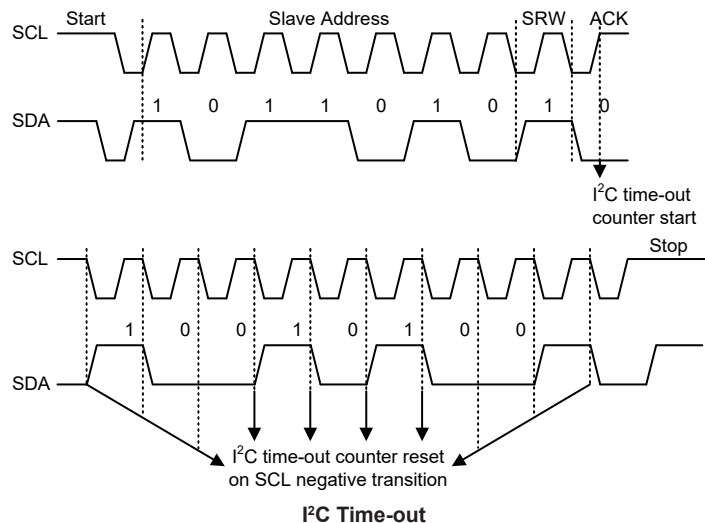 Start Slave Address SRW ACK
SCL
1 0 1 1 0 1 0 1 0
SDA
I²C time-out
counter start
Stop
SCL
1 0 0 1 0 1 0 0
SDA
I²C time-out counter reset
on SCL negative transition
I²C Time-out